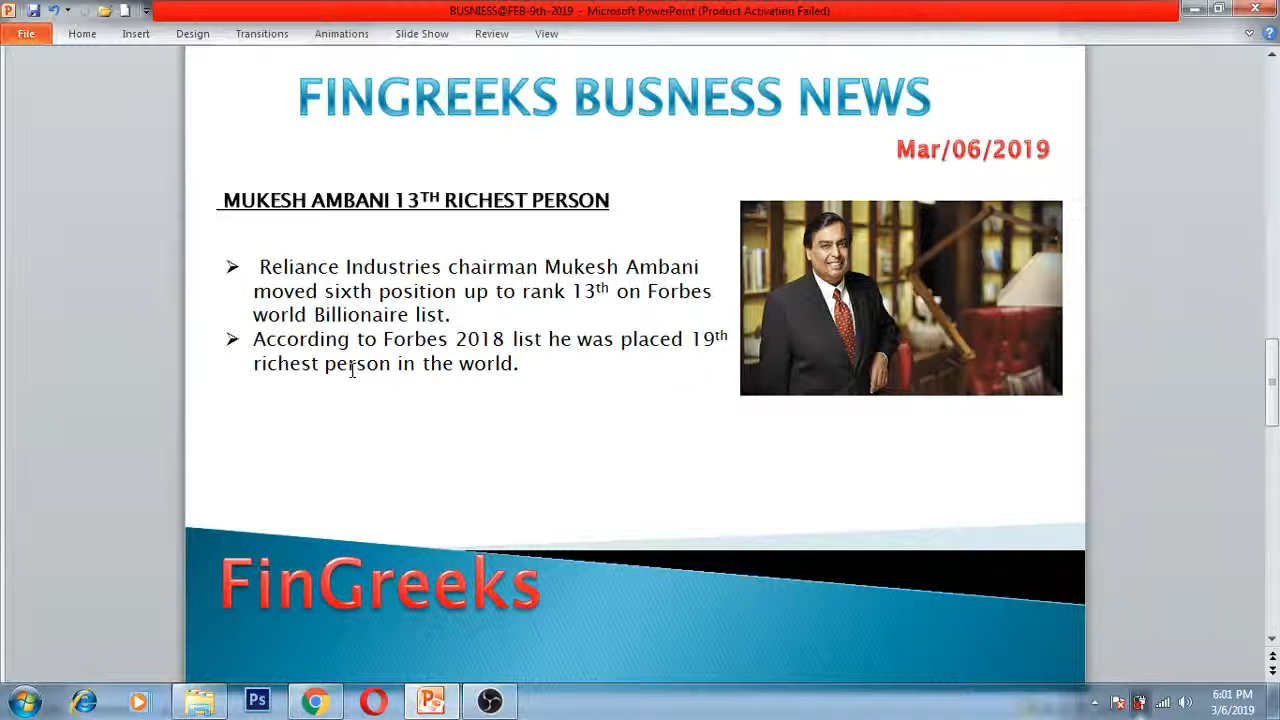 BUSNIESS@FEB-9th-2019 - Microsoft PowerPoint (Product Activation Failed)
File Home Insert Design Transitions Animations Slide Show Review View
FINGREEKS BUSNESS NEWS
Mar/06/2019
MUKESH AMBANI 13TH RICHEST PERSON
Reliance Industries chairman Mukesh Ambani
moved sixth position up to rank 13th on Forbes
world Billionaire list.
According to Forbes 2018 list he was placed 19th
richest person in the world.
FinGreeks
Ps
6:01 PM
3/6/2019